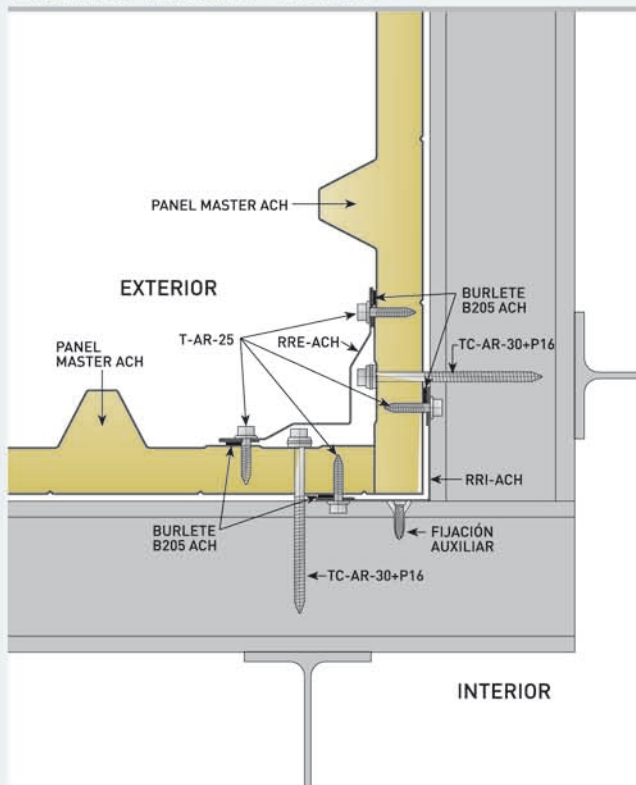 PANEL MASTER ACH
EXTERIOR
BURLETE
B205 ACH
T-AR-25
RRE-ACH
TC-AR-30+P16
PANEL
MASTER ACH
RRI-ACH
BURLETE
B205 ACH
FIJACIÓN
AUXILIAR
TC-AR-30+P16
INTERIOR